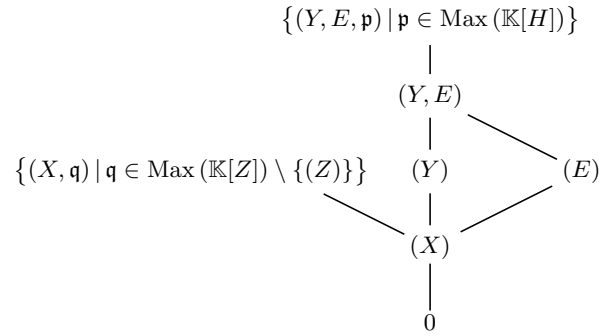 {(Y, E, 𝔭) | 𝔭 ∈ Max (𝕂[H])}
(Y, E)
{(X, 𝔮) | 𝔮 ∈ Max (𝕂[Z]) \ {(Z)}} (Y) (E)
(X)
0